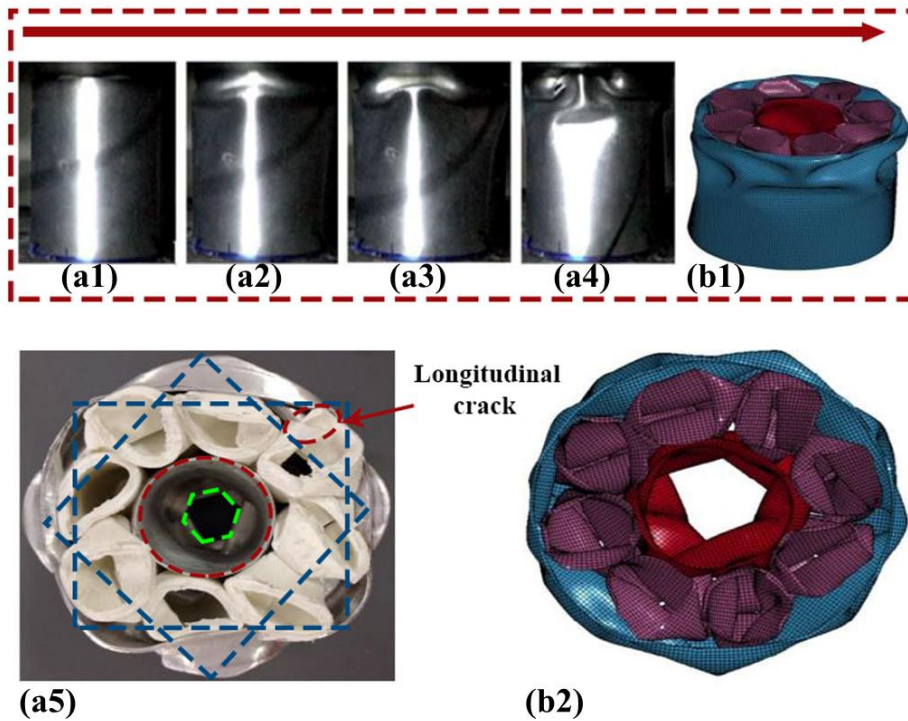 (a1)
(a2)
(a3)
(a4)
(b1)
Longitudinal
crack
(a5)
(b2)